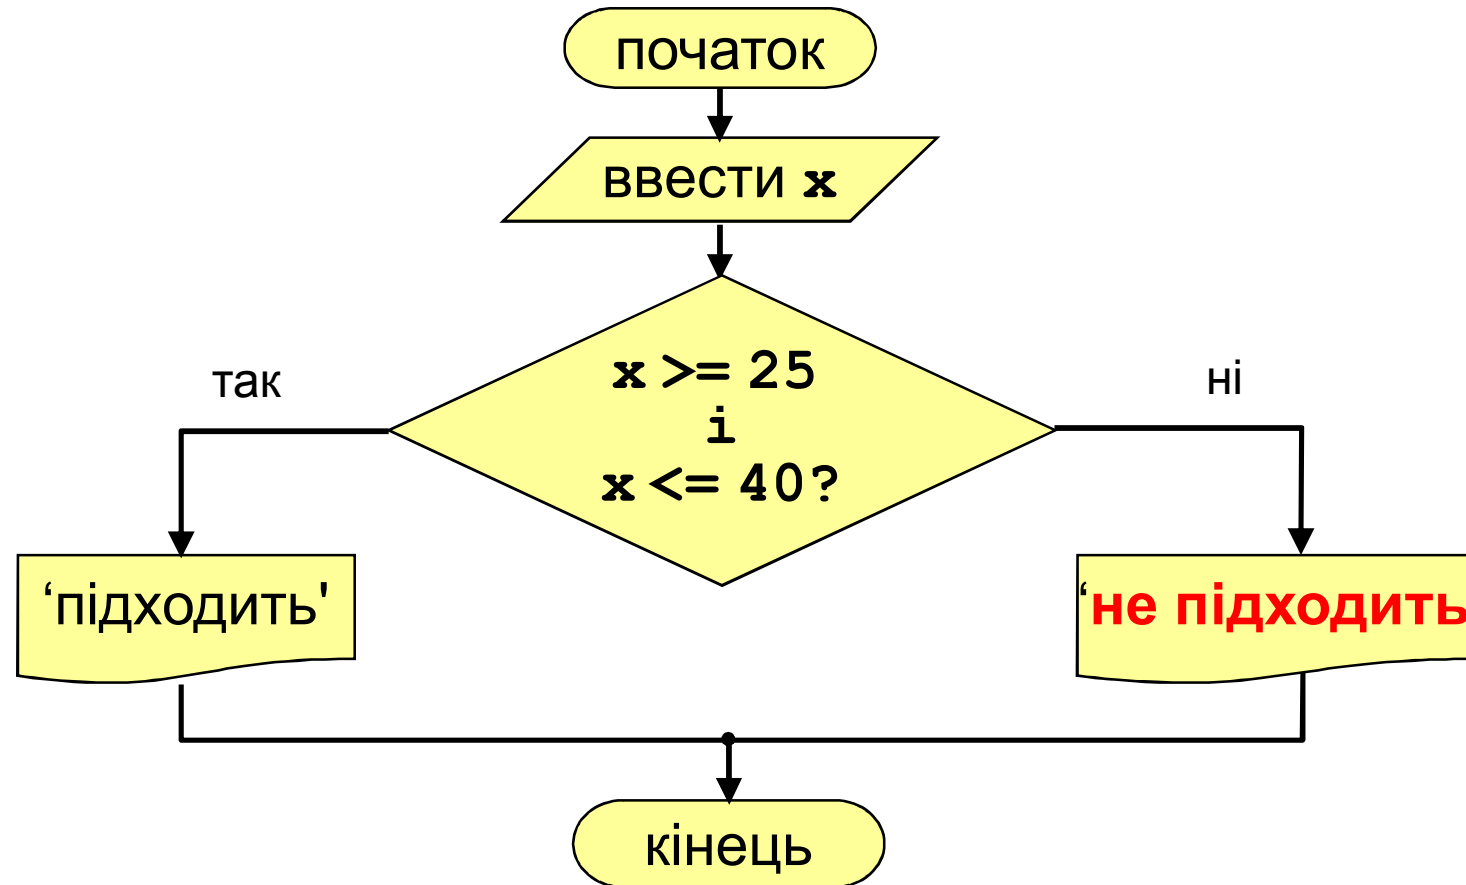 початок
ввести x
x >= 25
і
x <= 40?
так
ні
‘підходить'
‘не підходить
кінець